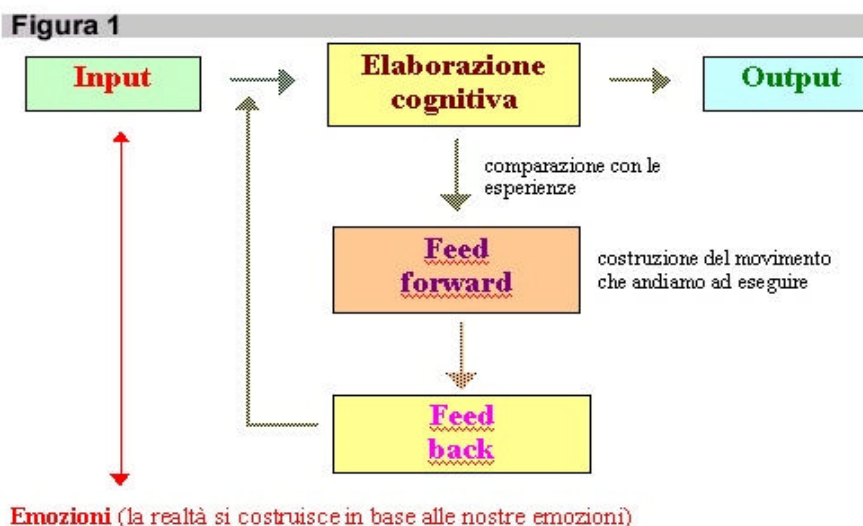 Figura 1
Input
Elaborazione
cognitiva
Output
comparazione con le
esperienze
Feed
forward
costruzione del movimento
che andiamo ad eseguire
Feed
back
Emozioni (la realtà si costruisce in base alle nostre emozioni)